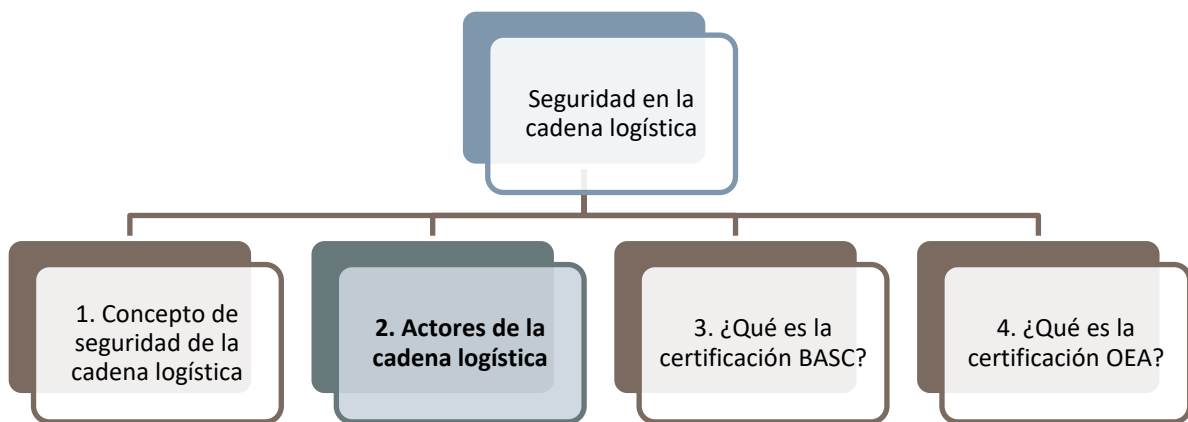 Seguridad en la
cadena logística
1. Concepto de
seguridad de la
cadena logística
2. Actores de la
cadena logística
3. ¿Qué es la
certificación BASC?
4. ¿Qué es la
certificación OEA?